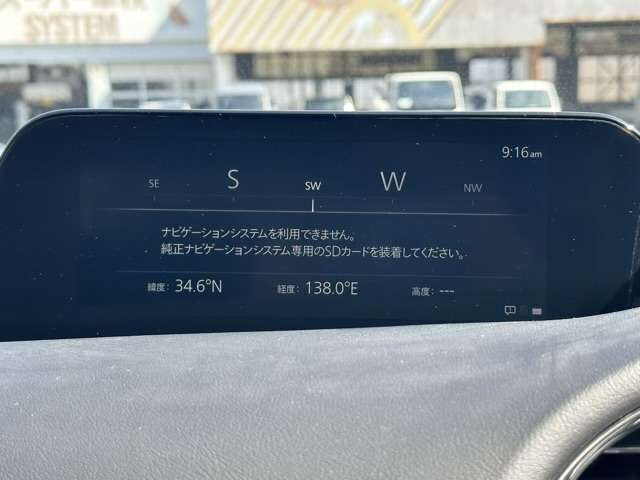 SYSTEM
9:16am
SE S SW W NW
ナビゲーションシステムを利用できません。
純正ナビゲーションシステム専用のSDカードを装着してください。
緯度: 34.6°N 経度: 138.0°E 高度: ---